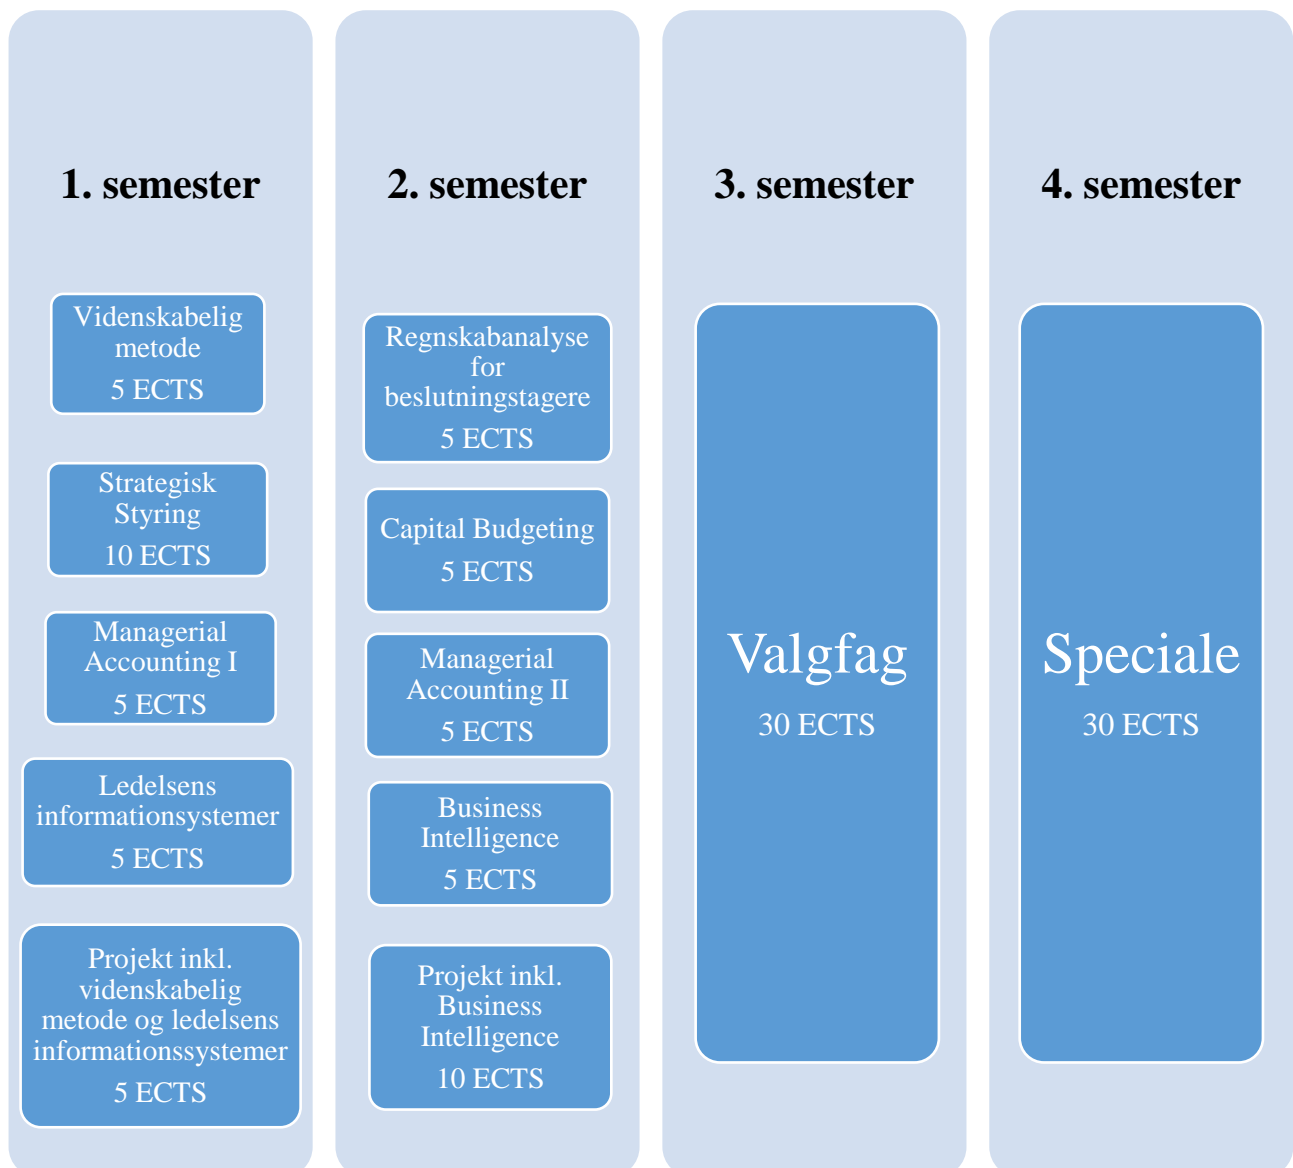 1. semester
Videnskabelig
metode
5 ECTS
Strategisk
Styring
10 ECTS
Managerial
Accounting I
5 ECTS
Ledelsens
informationsystemer
5 ECTS
Projekt inkl.
videnskabelig
metode og ledelsens
informationssystemer
5 ECTS
2. semester
Regnskabanalyse
for
beslutningstagere
5 ECTS
Capital Budgeting
5 ECTS
Managerial
Accounting II
5 ECTS
Business
Intelligence
5 ECTS
Projekt inkl.
Business
Intelligence
10 ECTS
3. semester
Valgfag
30 ECTS
4. semester
Speciale
30 ECTS